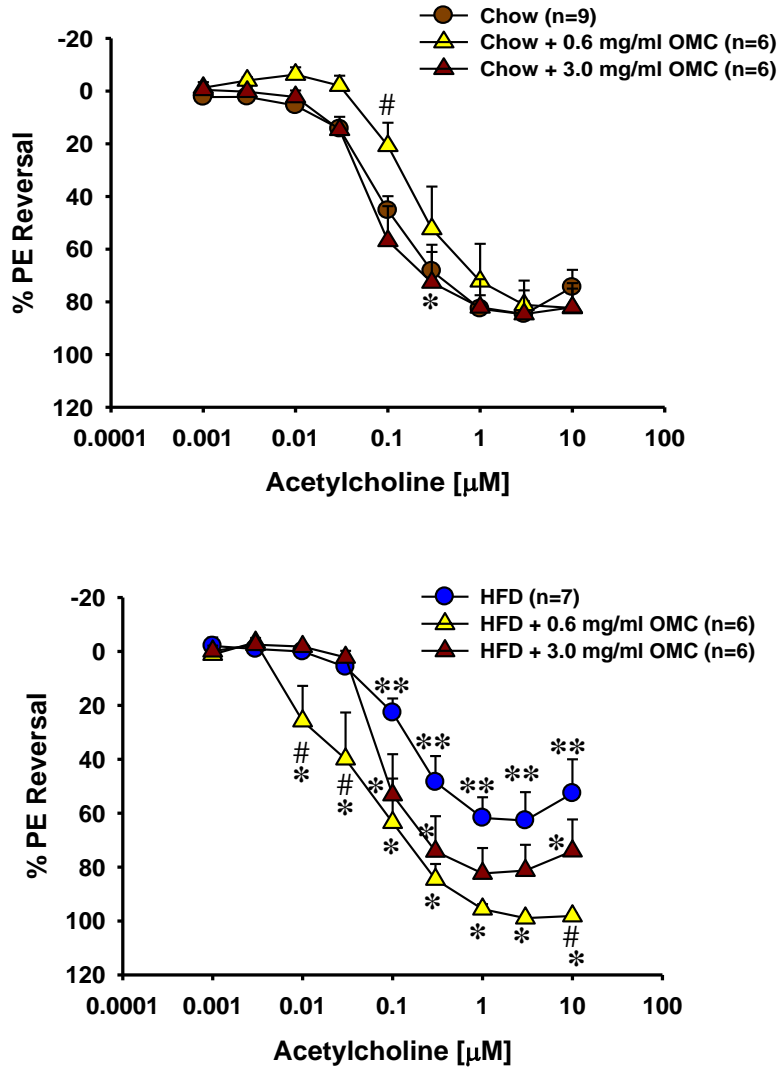 Chow (n=9)
Chow + 0.6 mg/ml OMC (n=6)
Chow + 3.0 mg/ml OMC (n=6)
% PE Reversal
-20
0
20
40
60
80
100
120
#
*
0.0001 0.001 0.01 0.1 1 10 100
Acetylcholine [μM]
HFD (n=7)
HFD + 0.6 mg/ml OMC (n=6)
HFD + 3.0 mg/ml OMC (n=6)
% PE Reversal
-20
0
20
40
60
80
100
120
**
** ** ** **
# # * *
* *
* *
* * * #
*
0.0001 0.001 0.01 0.1 1 10 100
Acetylcholine [μM]